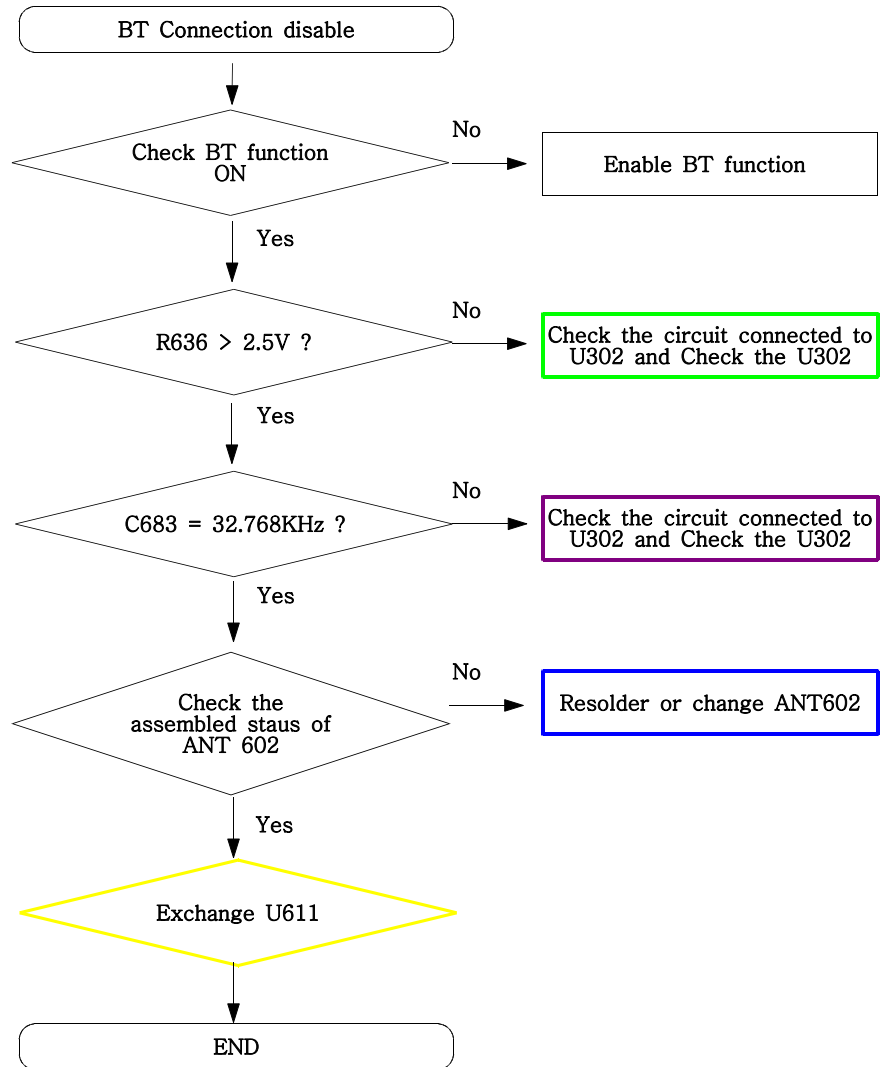 BT Connection disable
No
Check BT function
ON
Enable BT function
Yes
No
R636 > 2.5V ?
Check the circuit connected to
U302 and Check the U302
Yes
No
C683 = 32.768KHz ?
Check the circuit connected to
U302 and Check the U302
Yes
No
Check the
assembled staus of
ANT 602
Resolder or change ANT602
Yes
Exchange U611
END